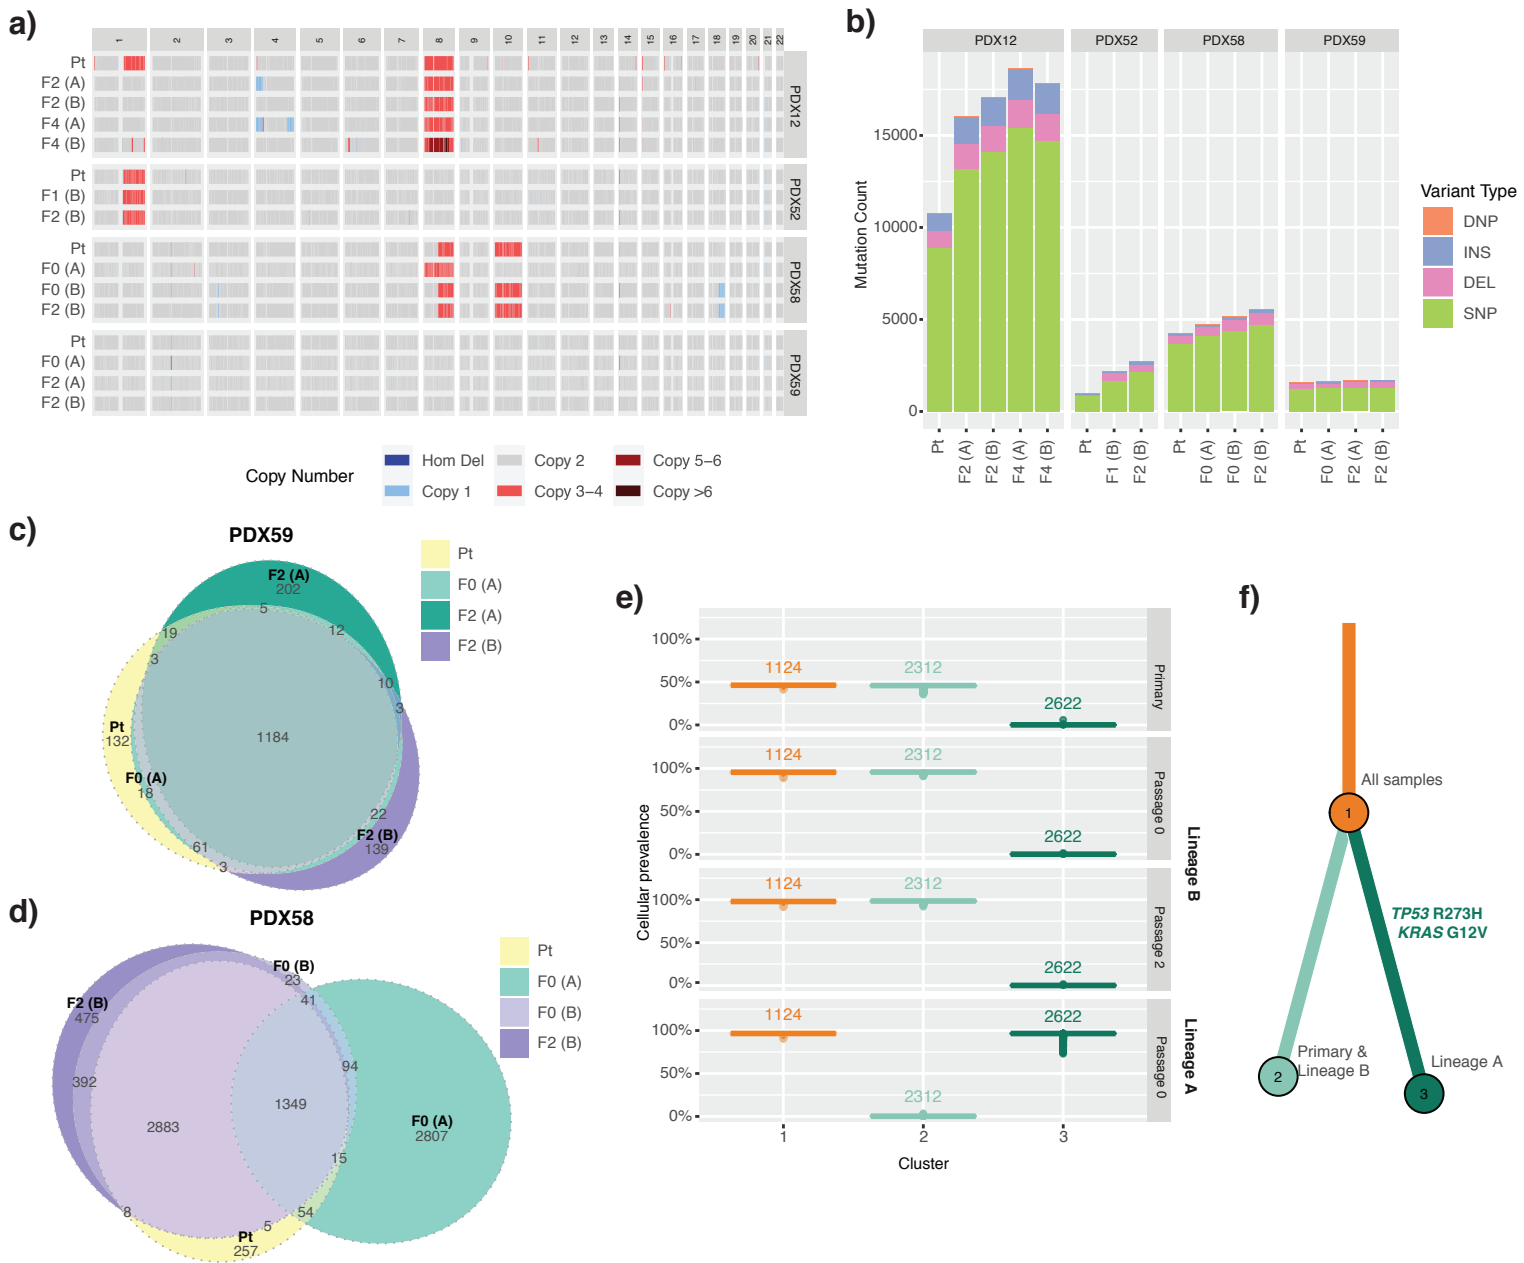 a)
1 2 3 4 5 6 7 8 9 10 11 12 13 14 15 16 17 18 19 20 21 22
Pt
F2 (A)
F2 (B)
F4 (A)
F4 (B)
PDX12
Pt
F1 (B)
F2 (B)
PDX52
Pt
F0 (A)
F0 (B)
F2 (B)
PDX58
Pt
F0 (A)
F2 (A)
F2 (B)
PDX59
Copy Number
Hom Del
Copy 1
Copy 2
Copy 3−4
Copy 5−6
Copy >6
b)
PDX12 PDX52 PDX58 PDX59
Mutation Count
15000
10000
5000
0
Pt F2 (A) F2 (B) F4 (A) F4 (B)
Pt F1 (B) F2 (B)
Pt F0 (A) F0 (B) F2 (B)
Pt F0 (A) F2 (A) F2 (B)
Variant Type
DNP
INS
DEL
SNP
c)
PDX59
Pt
F0 (A)
F2 (A)
F2 (B)
F2 (A)
202
5
19
12
3
10
3
Pt
132
1184
F0 (A)
18
22
F2 (B)
139
61
3
d)
PDX58
Pt
F0 (A)
F0 (B)
F2 (B)
F0 (B)
23
41
F2 (B)
475
94
392
1349
2883
F0 (A)
2807
15
8
54
5
Pt
257
e)
Cellular prevalence
100%
50%
0%
1124
2312
2622
Primary
100%
50%
0%
1124
2312
2622
Passage 0
100%
50%
0%
1124
2312
2622
Passage 2
Lineage B
100%
50%
0%
1124
2312
2622
Passage 0
Lineage A
1 2 3
Cluster
f)
All samples
1
TP53 R273H
KRAS G12V
Primary &
Lineage B
2
Lineage A
3